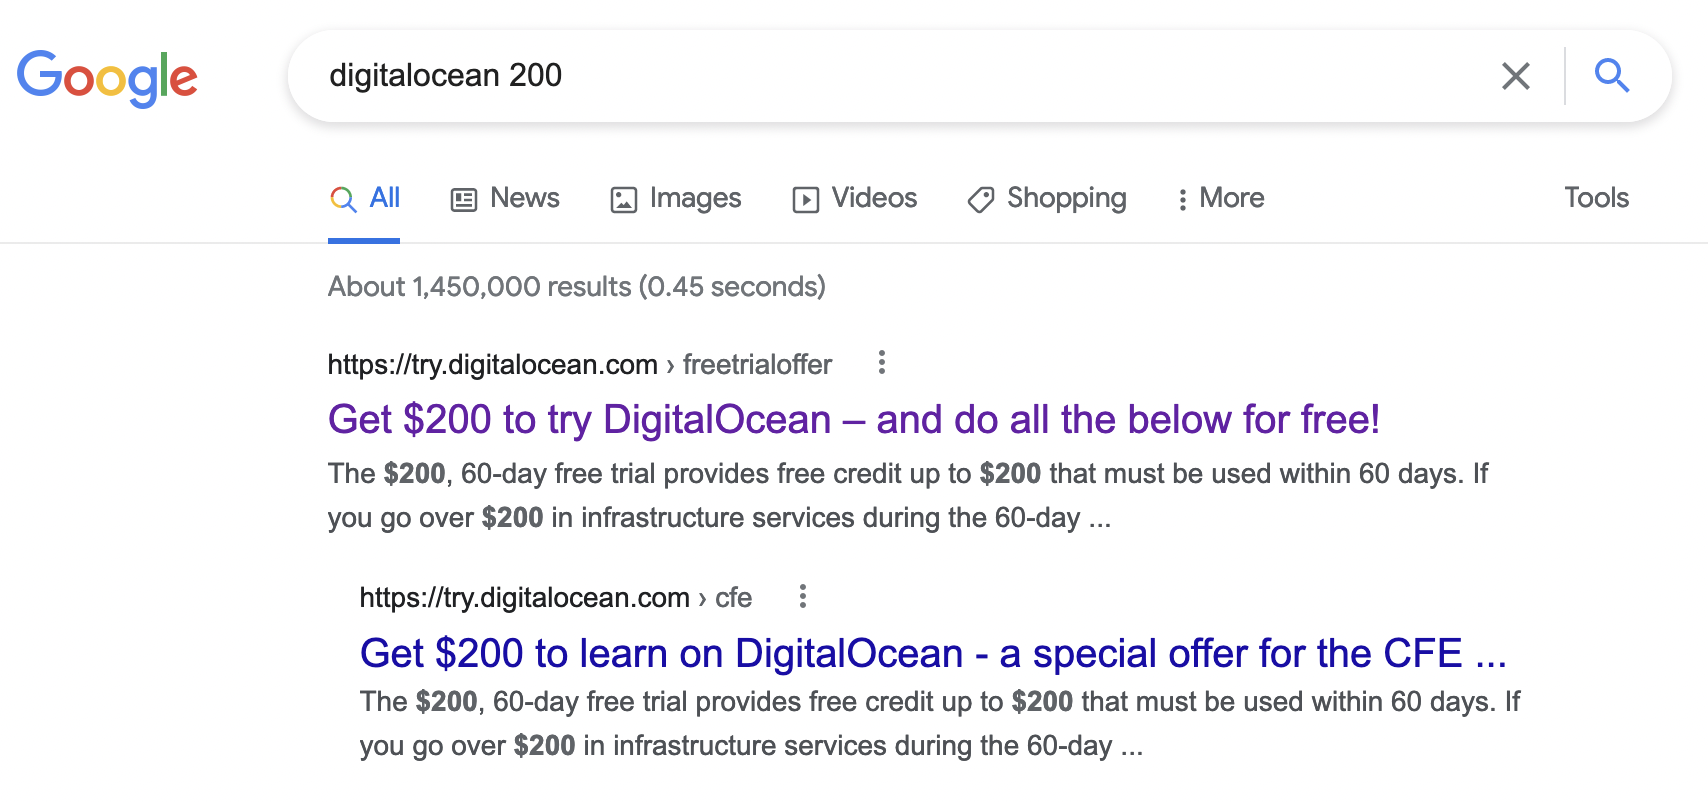 Google
digitalocean 200
All News Images Videos Shopping More Tools
About 1,450,000 results (0.45 seconds)
https://try.digitalocean.com › freetrialoffer
Get $200 to try DigitalOcean – and do all the below for free!
The $200, 60-day free trial provides free credit up to $200 that must be used within 60 days. If
you go over $200 in infrastructure services during the 60-day ...
https://try.digitalocean.com › cfe
Get $200 to learn on DigitalOcean - a special offer for the CFE ...
The $200, 60-day free trial provides free credit up to $200 that must be used within 60 days. If
you go over $200 in infrastructure services during the 60-day ...